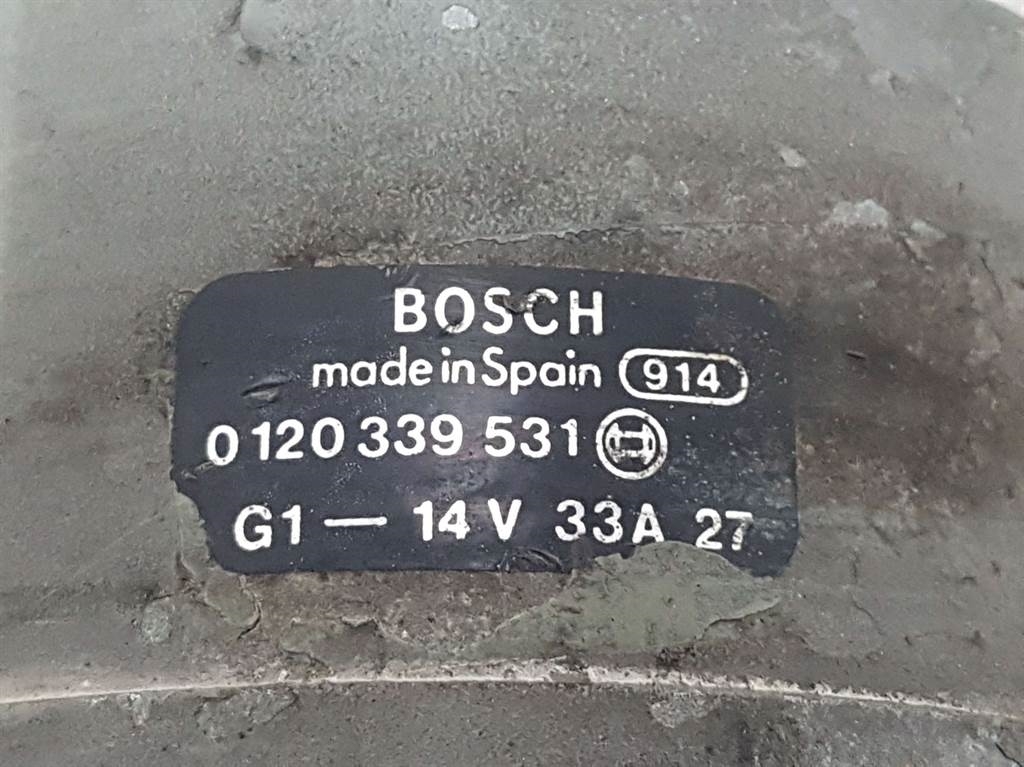 BOSCH
made in Spain 914
0 120 339 531
G1 — 14 V 33A 27